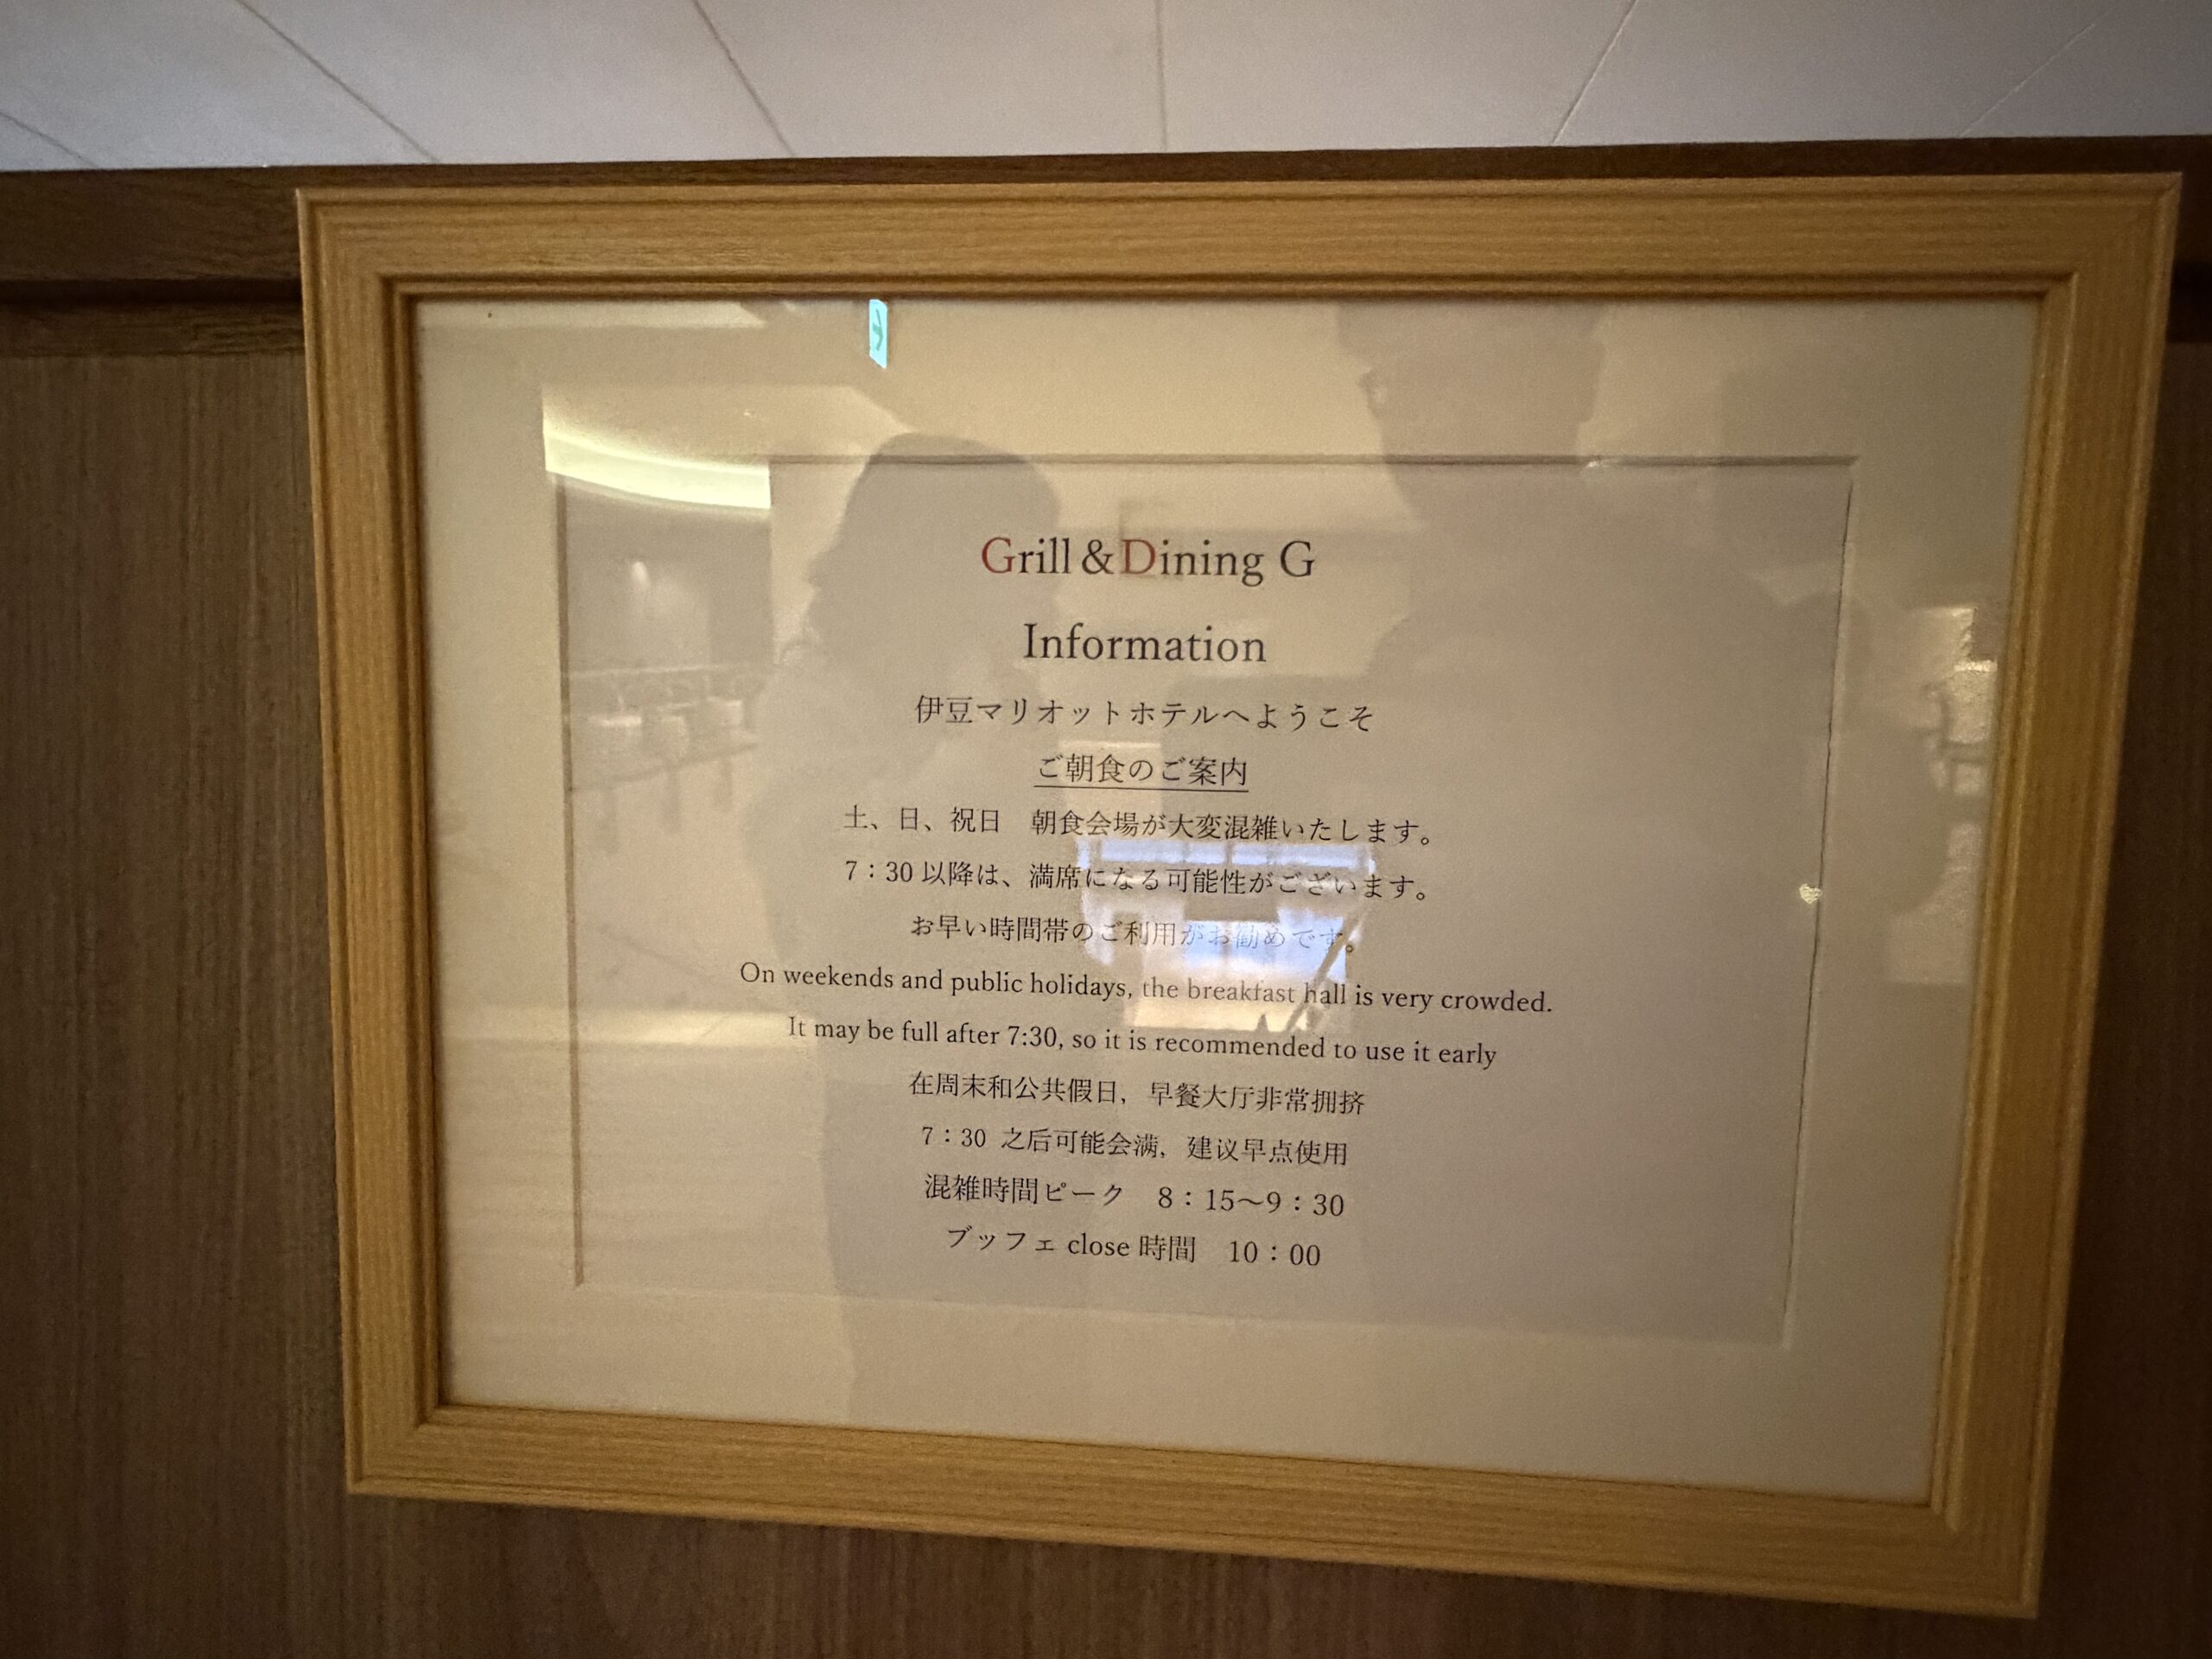 Grill & Dining G
Information
伊豆マリオットホテルへようこそ
ご朝食のご案内
土、日、祝日　朝食会場が大変混雑いたします。
7：30 以降は、満席になる可能性がございます。
お早い時間帯のご利用がお勧めです。
On weekends and public holidays, the breakfast hall is very crowded.
It may be full after 7:30, so it is recommended to use it early
在周末和公共假日，早餐大厅非常拥挤
7：30 之后可能会满，建议早点使用
混雑時間ピーク　8：15～9：30
ブッフェ close 時間　10：00